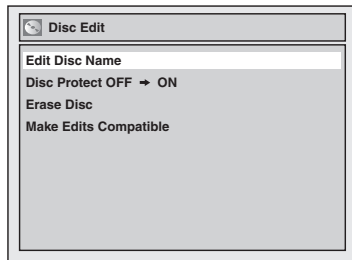 Disc Edit
Edit Disc Name
Disc Protect OFF ➔ ON
Erase Disc
Make Edits Compatible